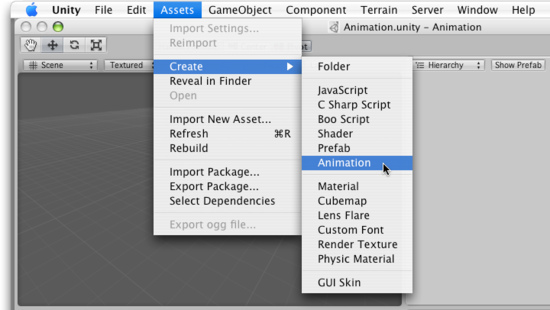 Unity File Edit Assets GameObject Component Terrain Server Window Help
Animation.unity – Animation
Scene Textured Hierarchy Show Prefab
Import Settings...
Reimport
Create
Reveal in Finder
Open
Import New Asset...
Refresh ⌘R
Rebuild
Import Package...
Export Package...
Select Dependencies
Export ogg file...
Folder
JavaScript
C Sharp Script
Boo Script
Shader
Prefab
Animation
Material
Cubemap
Lens Flare
Custom Font
Render Texture
Physic Material
GUI Skin